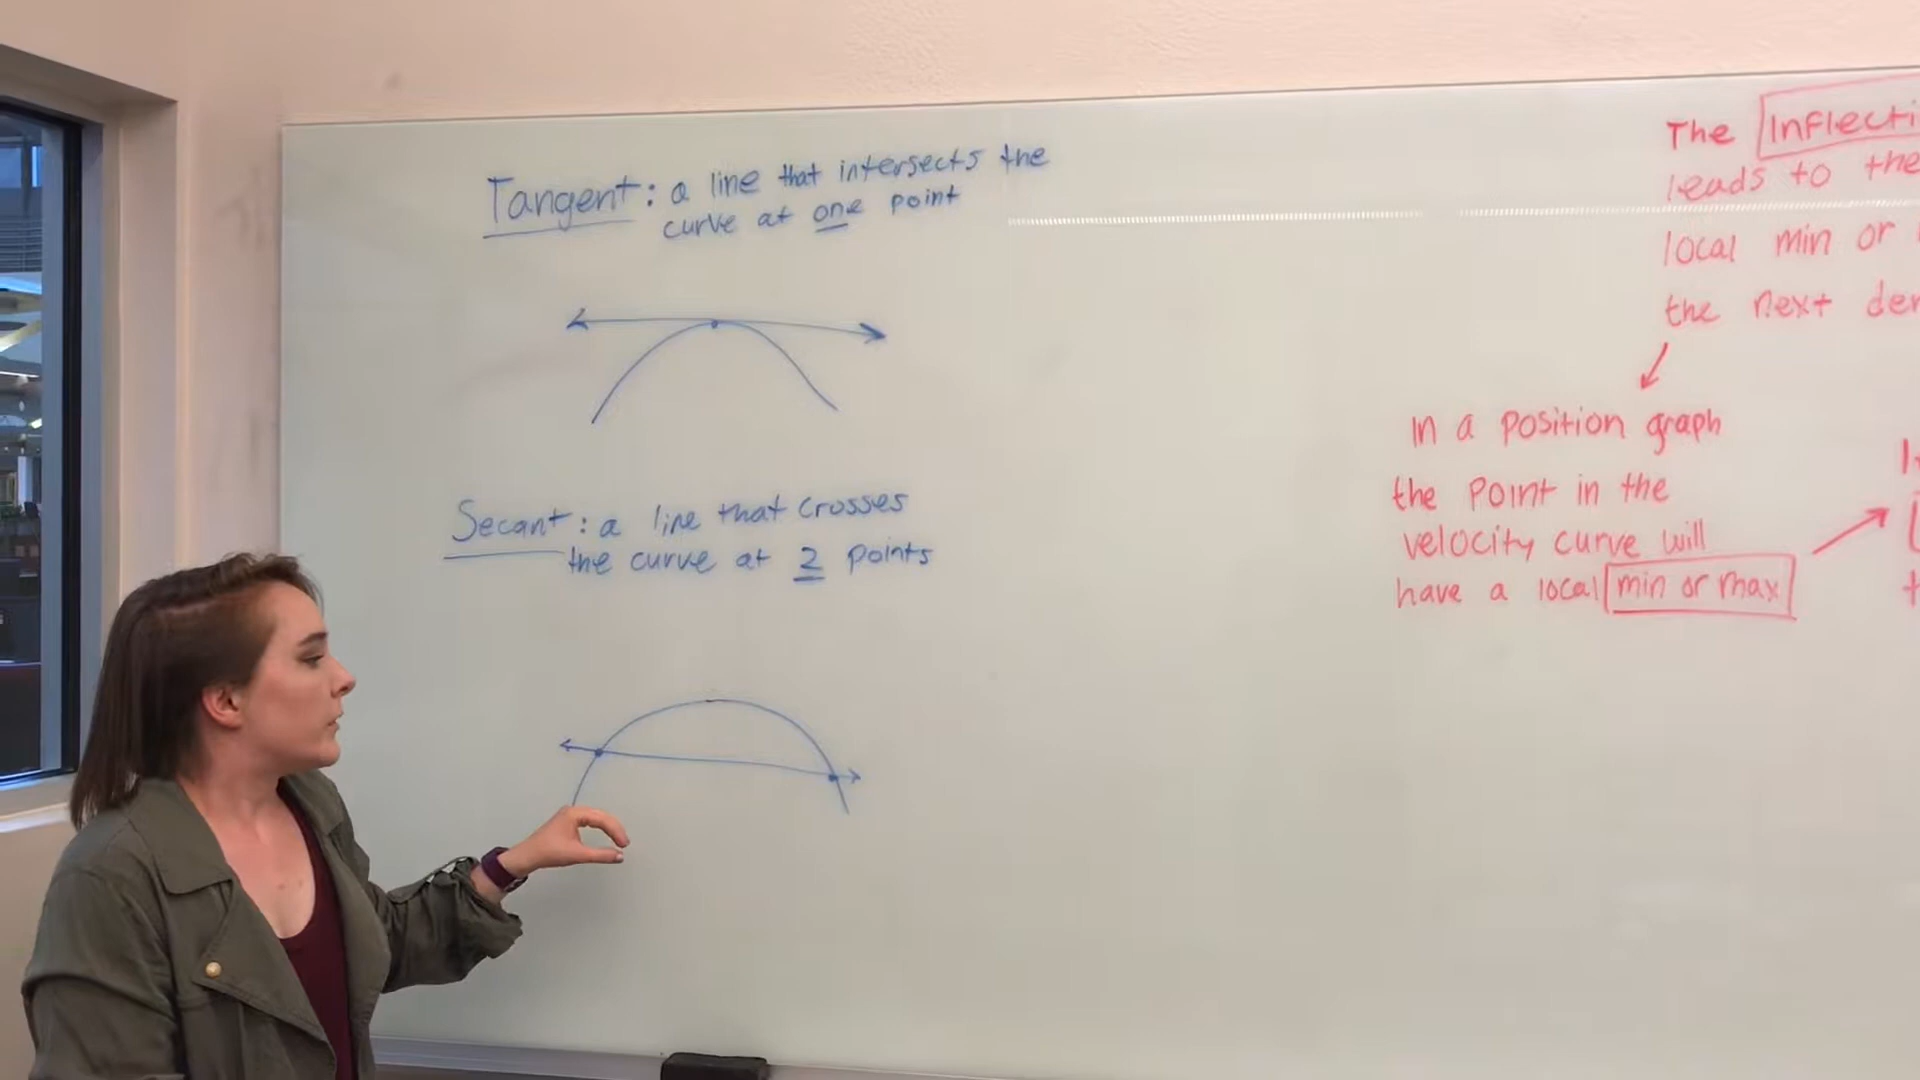 Tangent: a line that intersects the
curve at one point
Secant: a line that crosses
the curve at 2 points
The
leads to the
local min or
the next
In a position graph
the point in the
velocity curve will
have a local min or max